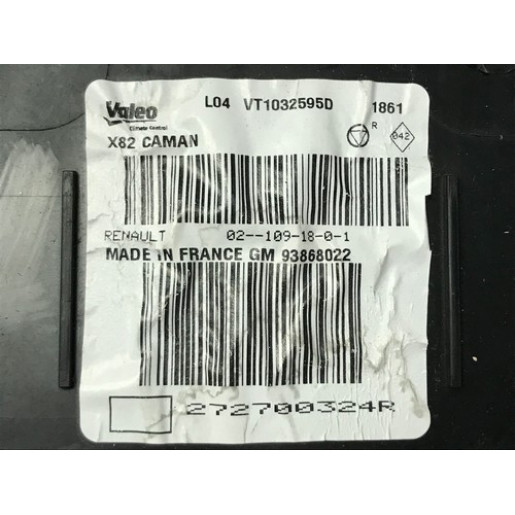 Valeo L04 VT1032595D 1861
Climate Control R 042
X82 CAMAN
RENAULT 02--109-18-0-1
MADE IN FRANCE GM 93868022
272700324R